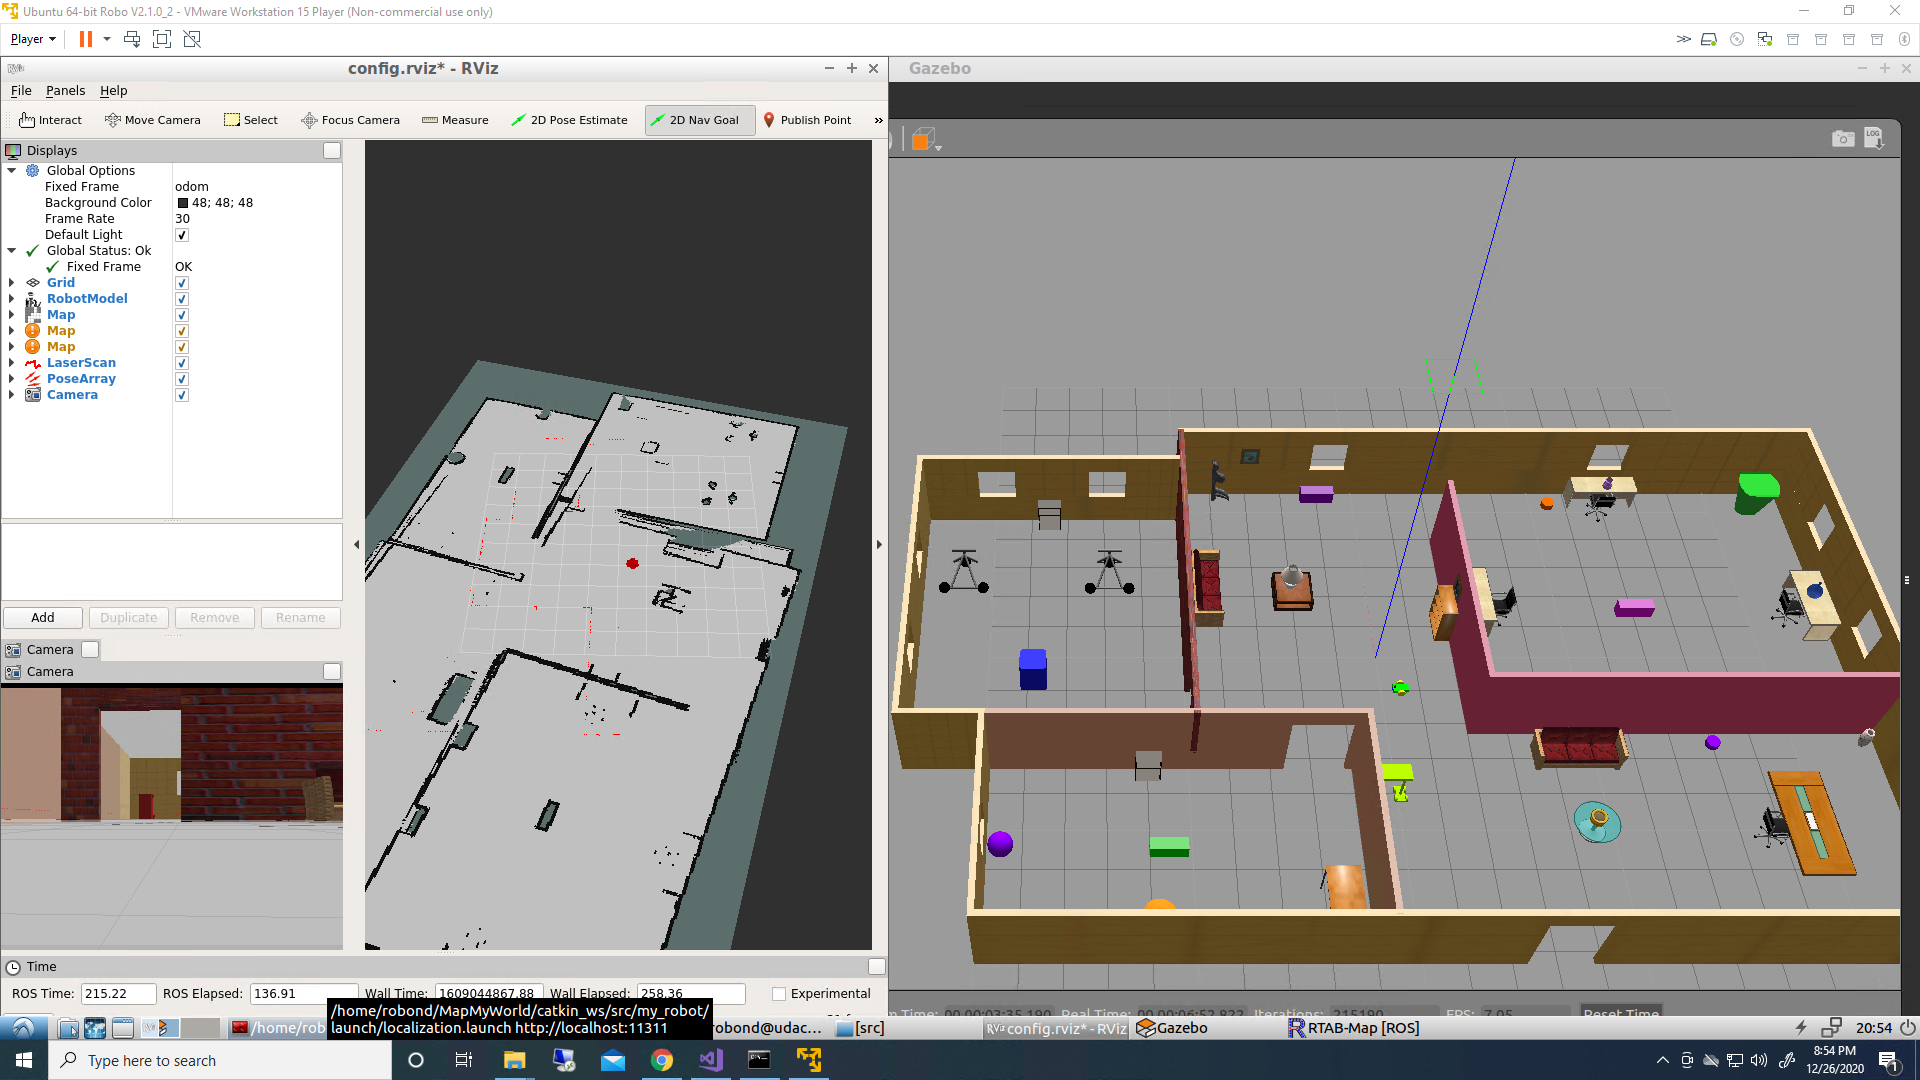 Ubuntu 64-bit Robo V2.1.0_2 - VMware Workstation 15 Player (Non-commercial use only)
Player
config.rviz* - RViz
Gazebo
File Panels Help
Interact Move Camera Select Focus Camera Measure 2D Pose Estimate 2D Nav Goal Publish Point »
LOG
Displays
Global Options
Fixed Frame odom
Background Color 48; 48; 48
Frame Rate 30
Default Light
Global Status: Ok
Fixed Frame OK
Grid
RobotModel
Map
Map
Map
LaserScan
PoseArray
Camera
Add Duplicate Remove Rename
Camera
Camera
Time
ROS Time: 215.22 ROS Elapsed: 136.91 Wall Time: 1609044867.88 Wall Elapsed: 258.36 Experimental
/home/robond/MapMyWorld/catkin_ws/src/my_robot/
launch/localization.launch http://localhost:11311
Reset Time
/home/rob
robond@udac... [src] config.rviz* - RViz Gazebo RTAB-Map [ROS] 20:54
Type here to search
8:54 PM
12/26/2020
1